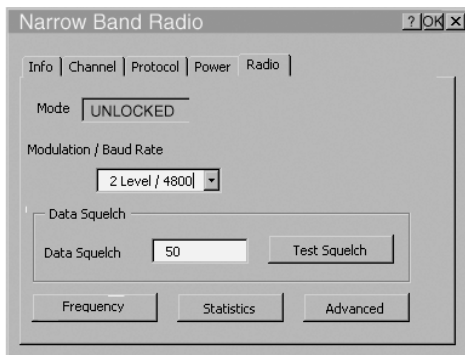 Narrow Band Radio ? OK ×
Info Channel Protocol Power Radio
Mode UNLOCKED
Modulation / Baud Rate
2 Level / 4800
Data Squelch
Data Squelch 50 Test Squelch
Frequency Statistics Advanced